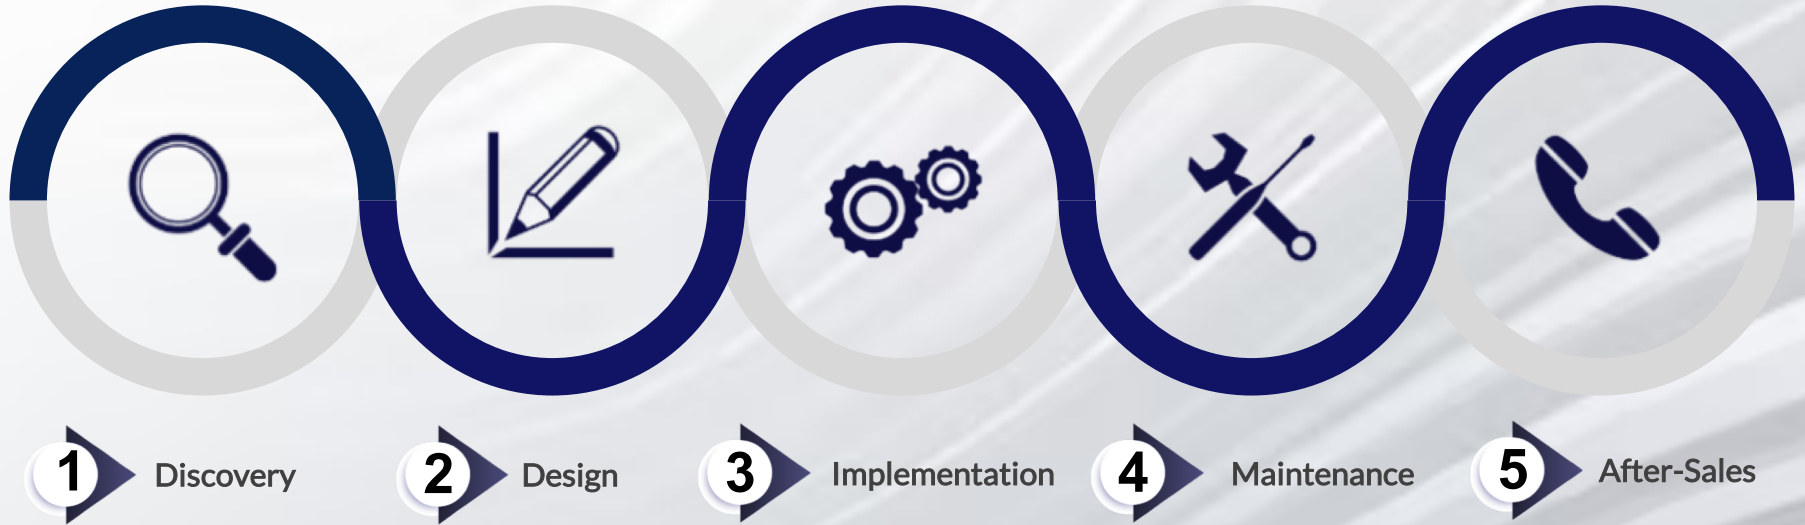 1 Discovery
2 Design
3 Implementation
4 Maintenance
5 After-Sales